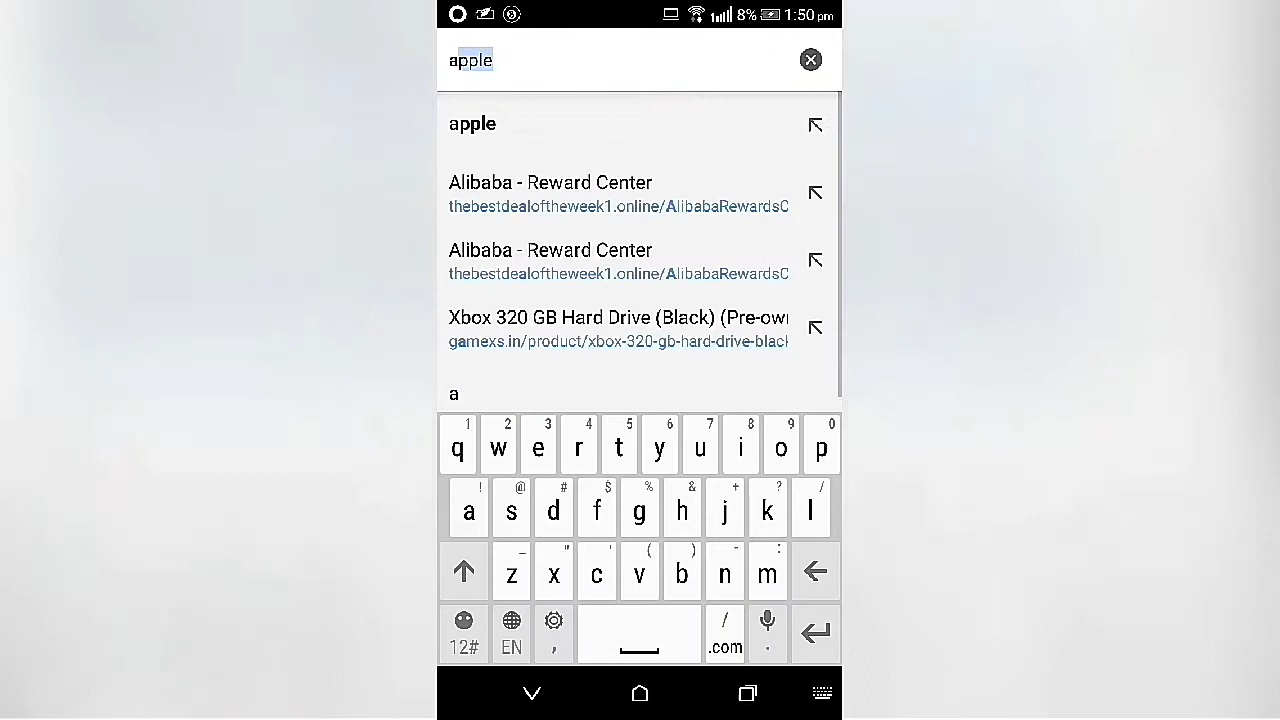 8% 1:50 pm
apple
apple
Alibaba - Reward Center
thebestdealoftheweek1.online/AlibabaRewardsC
Alibaba - Reward Center
thebestdealoftheweek1.online/AlibabaRewardsC
Xbox 320 GB Hard Drive (Black) (Pre-own
gamexs.in/product/xbox-320-gb-hard-drive-black
a
1 2 3 4 5 6 7 8 9 0
q w e r t y u i o p
! @ # $ % & + ? /
a s d f g h j k l
_ " ' ( ) - :
z x c v b n m
/
12# EN , .com .